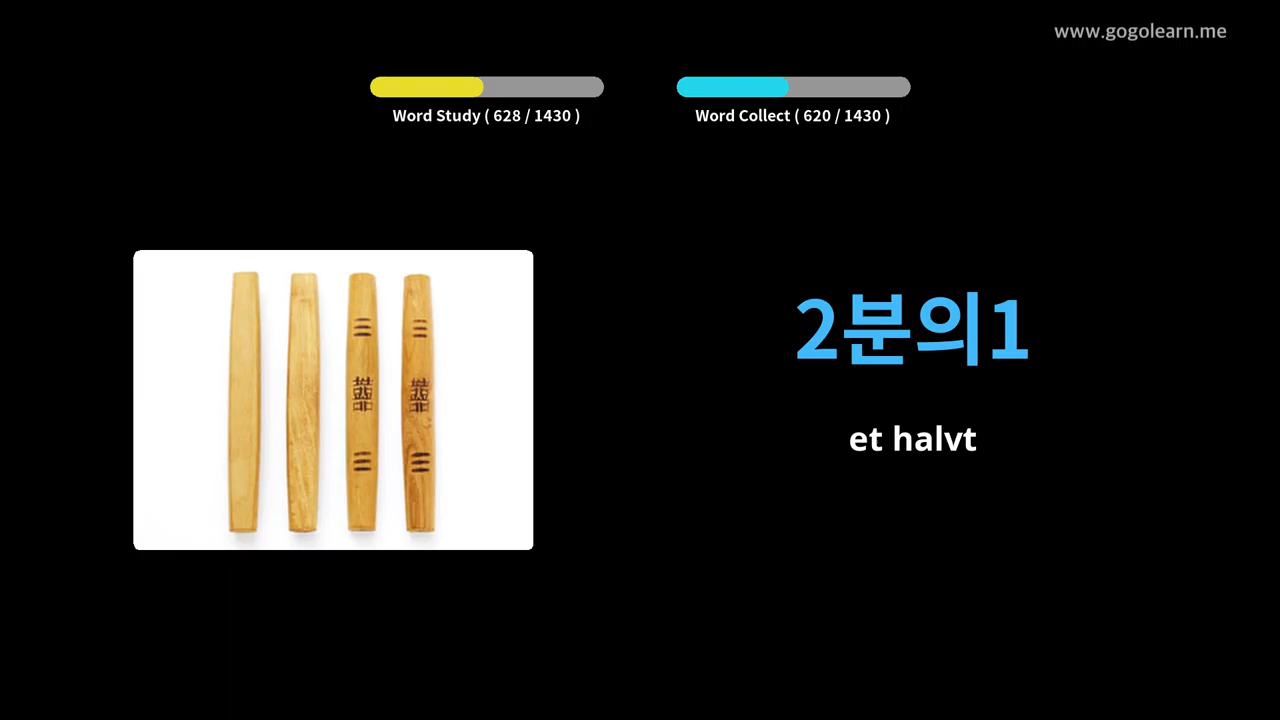 www.gogolearn.me
Word Study ( 628 / 1430 )
Word Collect ( 620 / 1430 )
2분의1
et halvt